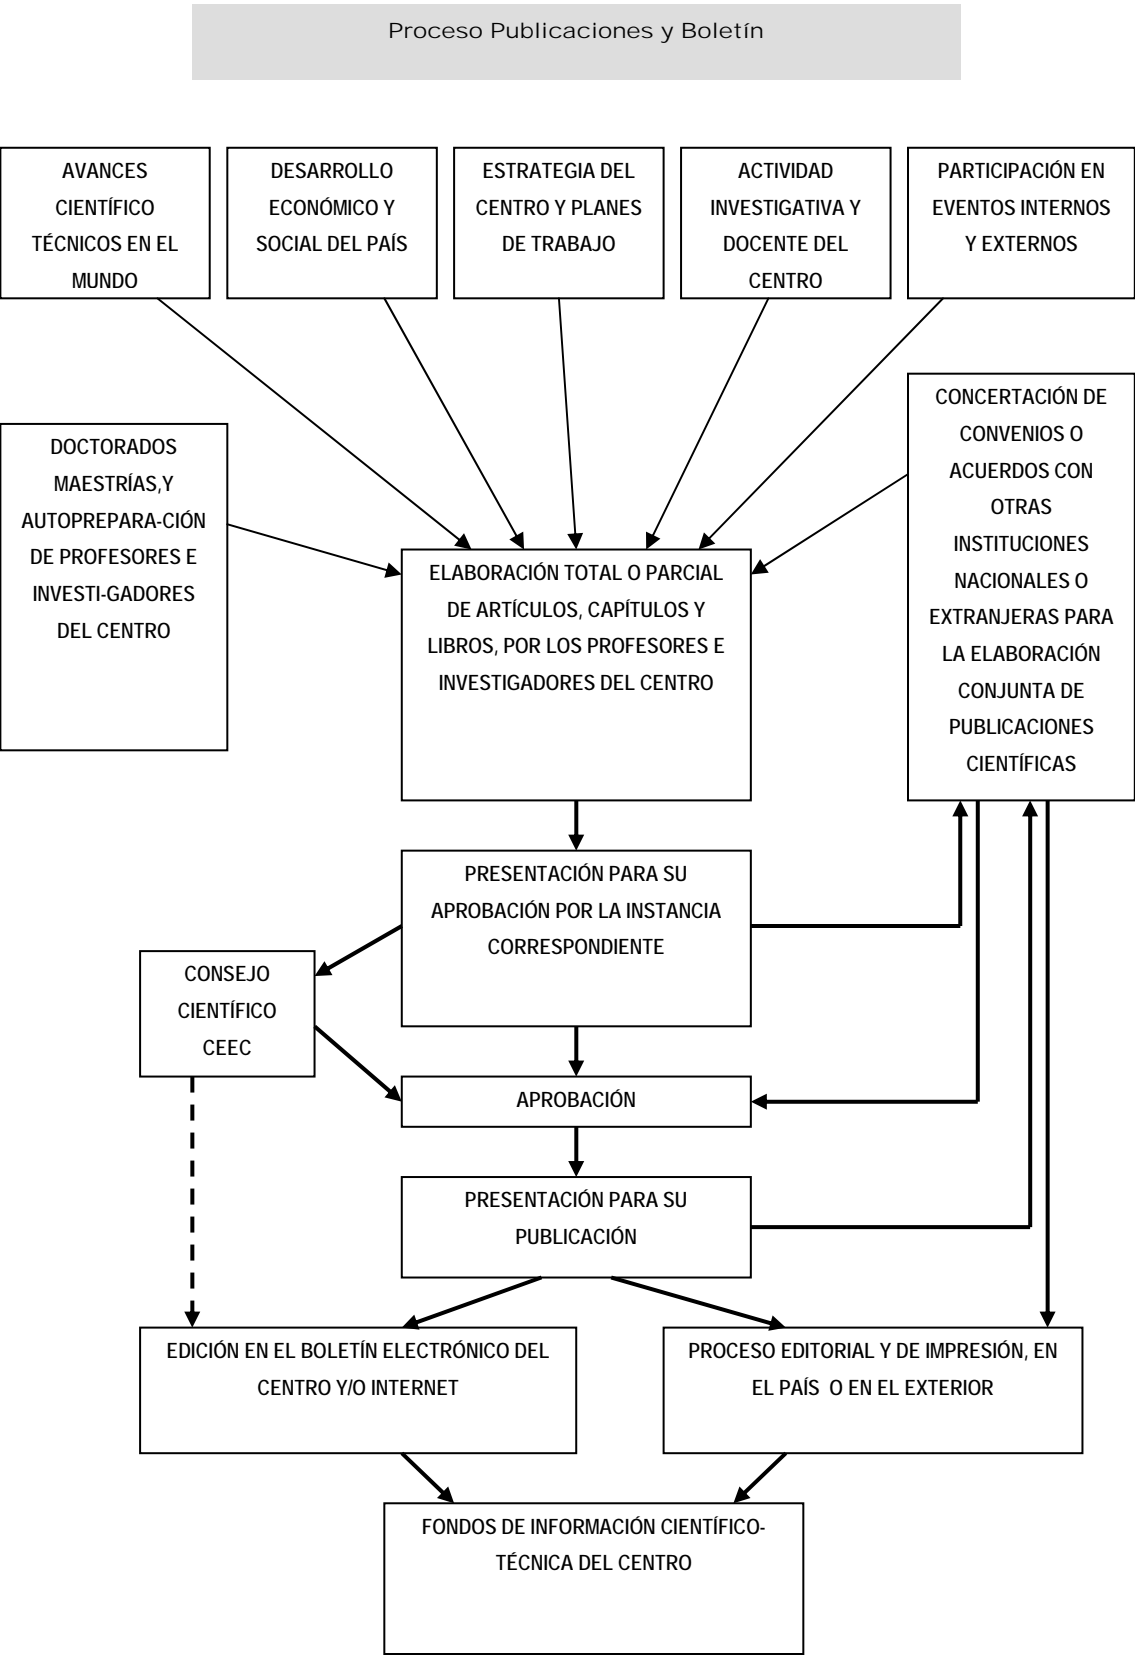 Proceso Publicaciones y Boletín
AVANCES
CIENTÍFICO
TÉCNICOS EN EL
MUNDO
DESARROLLO
ECONÓMICO Y
SOCIAL DEL PAÍS
ESTRATEGIA DEL
CENTRO Y PLANES
DE TRABAJO
ACTIVIDAD
INVESTIGATIVA Y
DOCENTE DEL
CENTRO
PARTICIPACIÓN EN
EVENTOS INTERNOS
Y EXTERNOS
DOCTORADOS
MAESTRÍAS,Y
AUTOPREPARA-CIÓN
DE PROFESORES E
INVESTI-GADORES
DEL CENTRO
CONCERTACIÓN DE
CONVENIOS O
ACUERDOS CON
OTRAS
INSTITUCIONES
NACIONALES O
EXTRANJERAS PARA
LA ELABORACIÓN
CONJUNTA DE
PUBLICACIONES
CIENTÍFICAS
ELABORACIÓN TOTAL O PARCIAL
DE ARTÍCULOS, CAPÍTULOS Y
LIBROS, POR LOS PROFESORES E
INVESTIGADORES DEL CENTRO
PRESENTACIÓN PARA SU
APROBACIÓN POR LA INSTANCIA
CORRESPONDIENTE
CONSEJO
CIENTÍFICO
CEEC
APROBACIÓN
PRESENTACIÓN PARA SU
PUBLICACIÓN
EDICIÓN EN EL BOLETÍN ELECTRÓNICO DEL
CENTRO Y/O INTERNET
PROCESO EDITORIAL Y DE IMPRESIÓN, EN
EL PAÍS  O EN EL EXTERIOR
FONDOS DE INFORMACIÓN CIENTÍFICO-
TÉCNICA DEL CENTRO